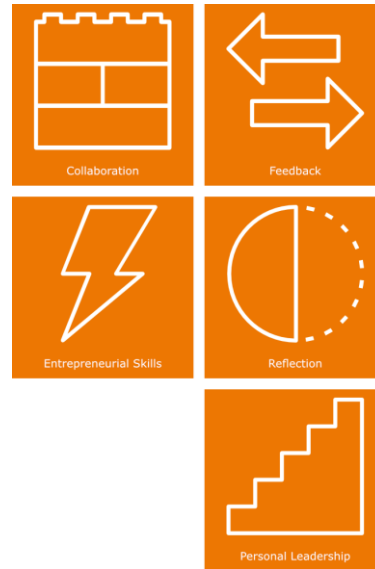 Collaboration
Feedback
Entrepreneurial Skills
Reflection
Personal Leadership